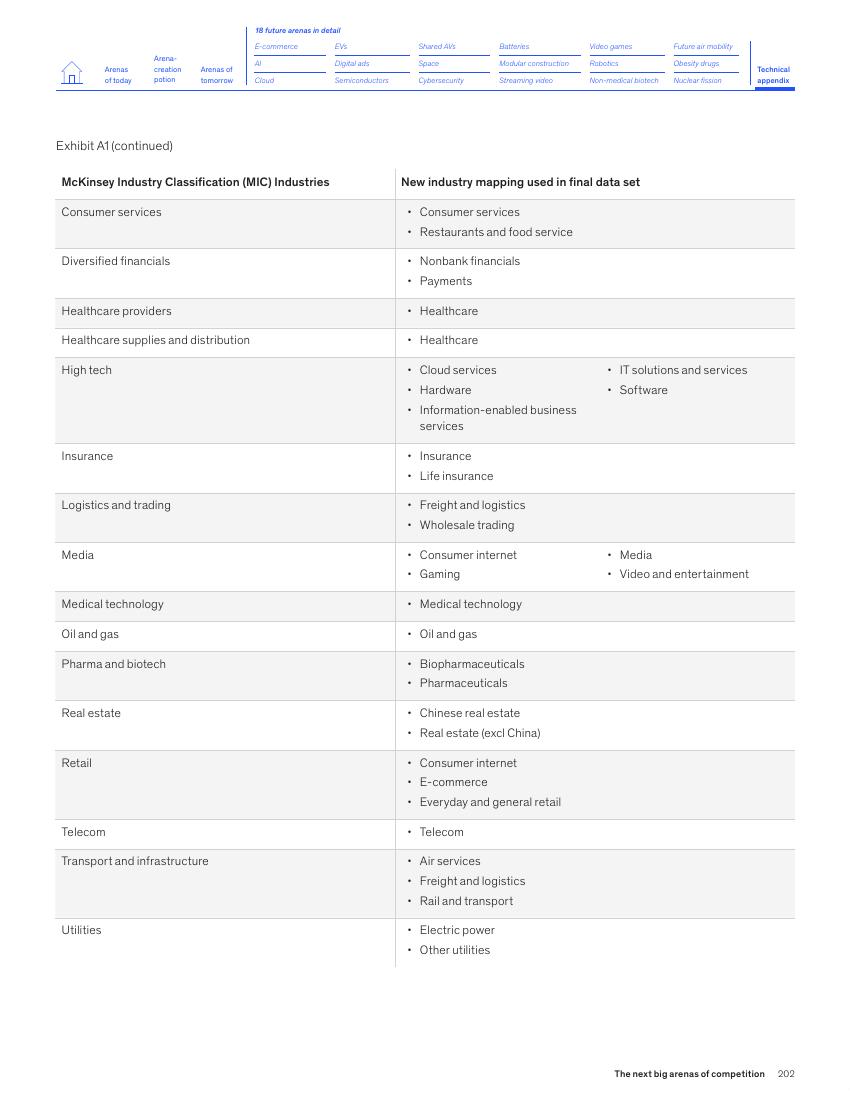 18 future arenas in detail
Arenas of today
Arena-creation potion
Arenas of tomorrow
E-commerce EVs Shared AVs Batteries Video games Future air mobility
AI Digital ads Space Modular construction Robotics Obesity drugs
Cloud Semiconductors Cybersecurity Streaming video Non-medical biotech Nuclear fission
Technical appendix
Exhibit A1 (continued)
McKinsey Industry Classification (MIC) Industries New industry mapping used in final data set
Consumer services • Consumer services
• Restaurants and food service
Diversified financials • Nonbank financials
• Payments
Healthcare providers • Healthcare
Healthcare supplies and distribution • Healthcare
High tech • Cloud services • IT solutions and services
• Hardware • Software
• Information-enabled business
services
Insurance • Insurance
• Life insurance
Logistics and trading • Freight and logistics
• Wholesale trading
Media • Consumer internet • Media
• Gaming • Video and entertainment
Medical technology • Medical technology
Oil and gas • Oil and gas
Pharma and biotech • Biopharmaceuticals
• Pharmaceuticals
Real estate • Chinese real estate
• Real estate (excl China)
Retail • Consumer internet
• E-commerce
• Everyday and general retail
Telecom • Telecom
Transport and infrastructure • Air services
• Freight and logistics
• Rail and transport
Utilities • Electric power
• Other utilities
The next big arenas of competition 202